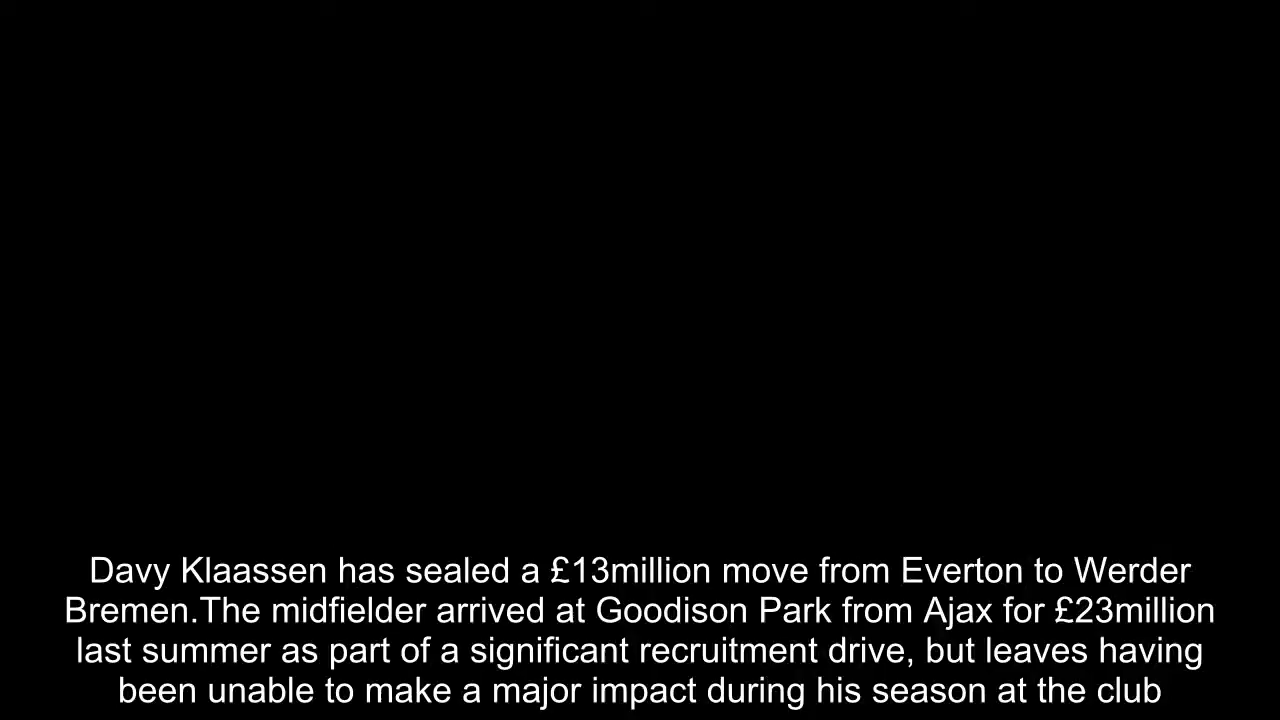 Davy Klaassen has sealed a £13million move from Everton to Werder
Bremen.The midfielder arrived at Goodison Park from Ajax for £23million
last summer as part of a significant recruitment drive, but leaves having
been unable to make a major impact during his season at the club